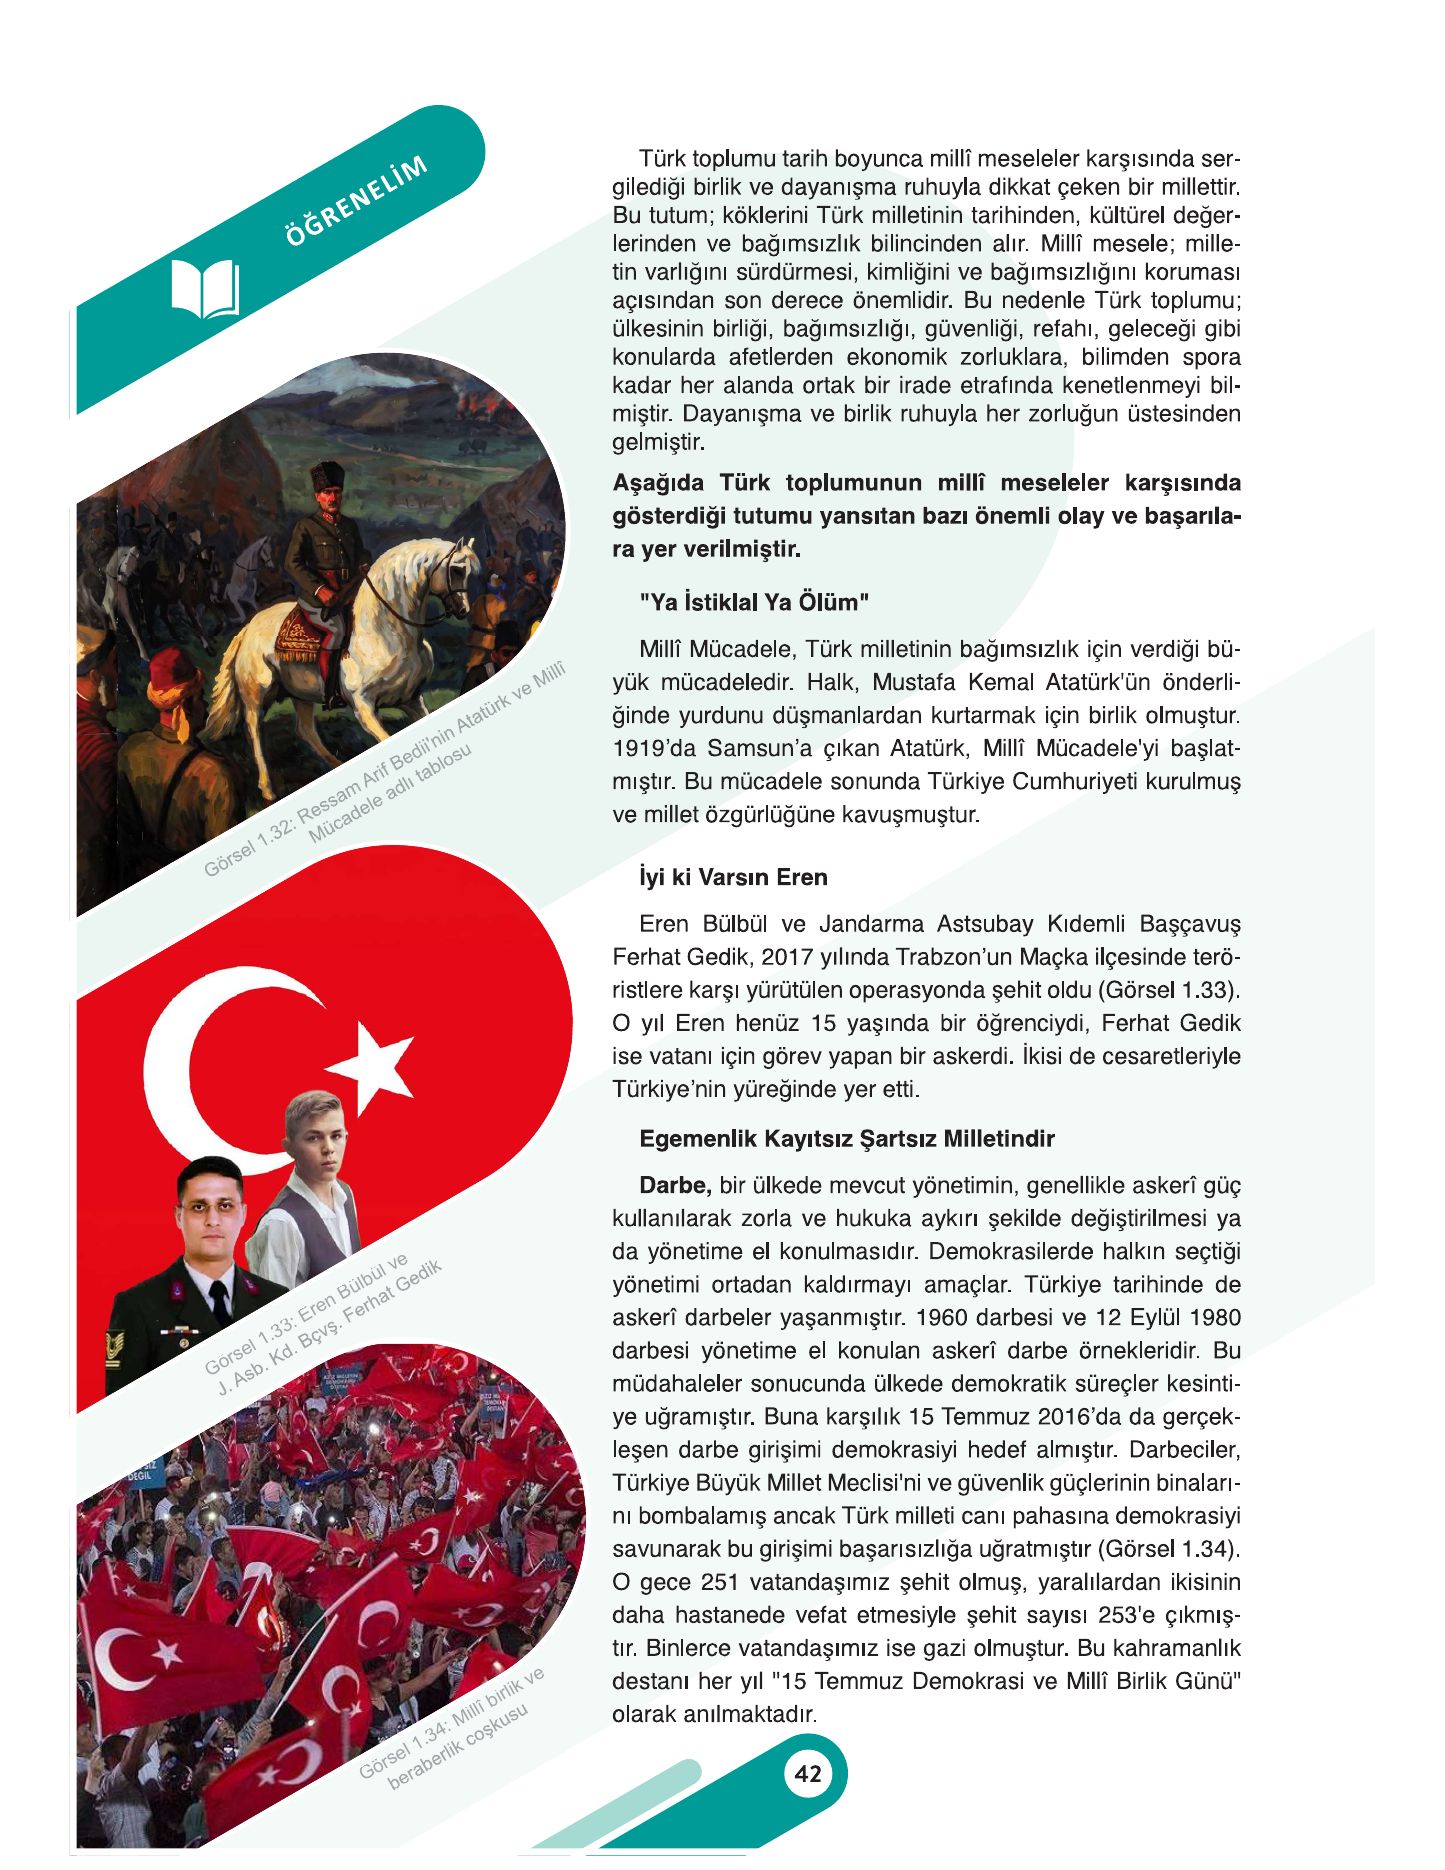 ÖĞRENELİM
Türk toplumu tarih boyunca millî meseleler karşısında ser-
gilediği birlik ve dayanışma ruhuyla dikkat çeken bir millettir.
Bu tutum; köklerini Türk milletinin tarihinden, kültürel değer-
lerinden ve bağımsızlık bilincinden alır. Millî mesele; mille-
tin varlığını sürdürmesi, kimliğini ve bağımsızlığını koruması
açısından son derece önemlidir. Bu nedenle Türk toplumu;
ülkesinin birliği, bağımsızlığı, güvenliği, refahı, geleceği gibi
konularda afetlerden ekonomik zorluklara, bilimden spora
kadar her alanda ortak bir irade etrafında kenetlenmeyi bil-
miştir. Dayanışma ve birlik ruhuyla her zorluğun üstesinden
gelmiştir.
Aşağıda Türk toplumunun millî meseleler karşısında
gösterdiği tutumu yansıtan bazı önemli olay ve başarıla-
ra yer verilmiştir.
"Ya İstiklal Ya Ölüm"
Millî Mücadele, Türk milletinin bağımsızlık için verdiği bü-
yük mücadeledir. Halk, Mustafa Kemal Atatürk'ün önderli-
ğinde yurdunu düşmanlardan kurtarmak için birlik olmuştur.
1919’da Samsun’a çıkan Atatürk, Millî Mücadele'yi başlat-
mıştır. Bu mücadele sonunda Türkiye Cumhuriyeti kurulmuş
ve millet özgürlüğüne kavuşmuştur.
Görsel 1.32: Ressam Arif Bedii'nin Atatürk ve Millî
Mücadele adlı tablosu
İyi ki Varsın Eren
Eren Bülbül ve Jandarma Astsubay Kıdemli Başçavuş
Ferhat Gedik, 2017 yılında Trabzon’un Maçka ilçesinde terö-
ristlere karşı yürütülen operasyonda şehit oldu (Görsel 1.33).
O yıl Eren henüz 15 yaşında bir öğrenciydi, Ferhat Gedik
ise vatanı için görev yapan bir askerdi. İkisi de cesaretleriyle
Türkiye’nin yüreğinde yer etti.
Görsel 1.33: Eren Bülbül ve
J. Asb. Kd. Bçvş. Ferhat Gedik
Egemenlik Kayıtsız Şartsız Milletindir
Darbe, bir ülkede mevcut yönetimin, genellikle askerî güç
kullanılarak zorla ve hukuka aykırı şekilde değiştirilmesi ya
da yönetime el konulmasıdır. Demokrasilerde halkın seçtiği
yönetimi ortadan kaldırmayı amaçlar. Türkiye tarihinde de
askerî darbeler yaşanmıştır. 1960 darbesi ve 12 Eylül 1980
darbesi yönetime el konulan askerî darbe örnekleridir. Bu
müdahaleler sonucunda ülkede demokratik süreçler kesinti-
ye uğramıştır. Buna karşılık 15 Temmuz 2016’da da gerçek-
leşen darbe girişimi demokrasiyi hedef almıştır. Darbeciler,
Türkiye Büyük Millet Meclisi'ni ve güvenlik güçlerinin binaları-
nı bombalamış ancak Türk milleti canı pahasına demokrasiyi
savunarak bu girişimi başarısızlığa uğratmıştır (Görsel 1.34).
O gece 251 vatandaşımız şehit olmuş, yaralılardan ikisinin
daha hastanede vefat etmesiyle şehit sayısı 253'e çıkmış-
tır. Binlerce vatandaşımız ise gazi olmuştur. Bu kahramanlık
destanı her yıl "15 Temmuz Demokrasi ve Millî Birlik Günü"
olarak anılmaktadır.
Görsel 1.34: Millî birlik ve
beraberlik coşkusu
42